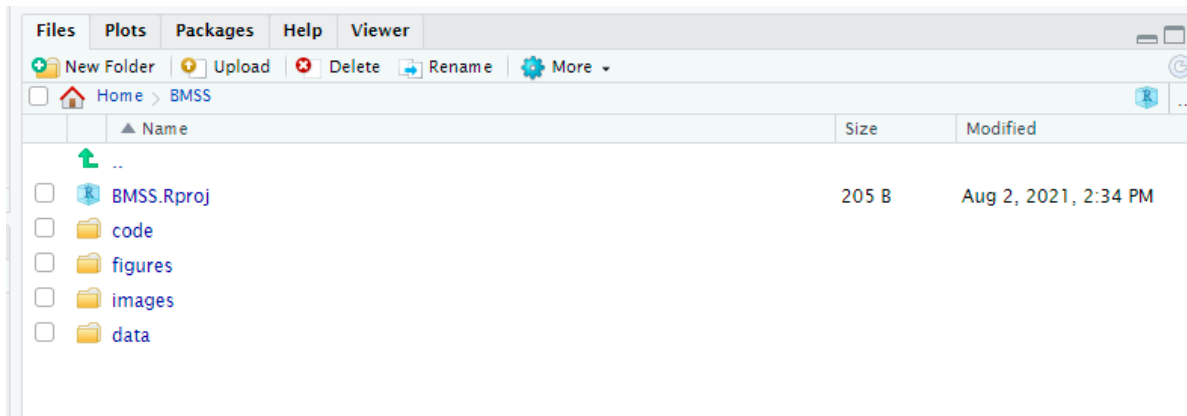 Files Plots Packages Help Viewer
New Folder Upload Delete Rename More
Home BMSS R ..
Name Size Modified
..
R BMSS.Rproj 205 B Aug 2, 2021, 2:34 PM
code
figures
images
data